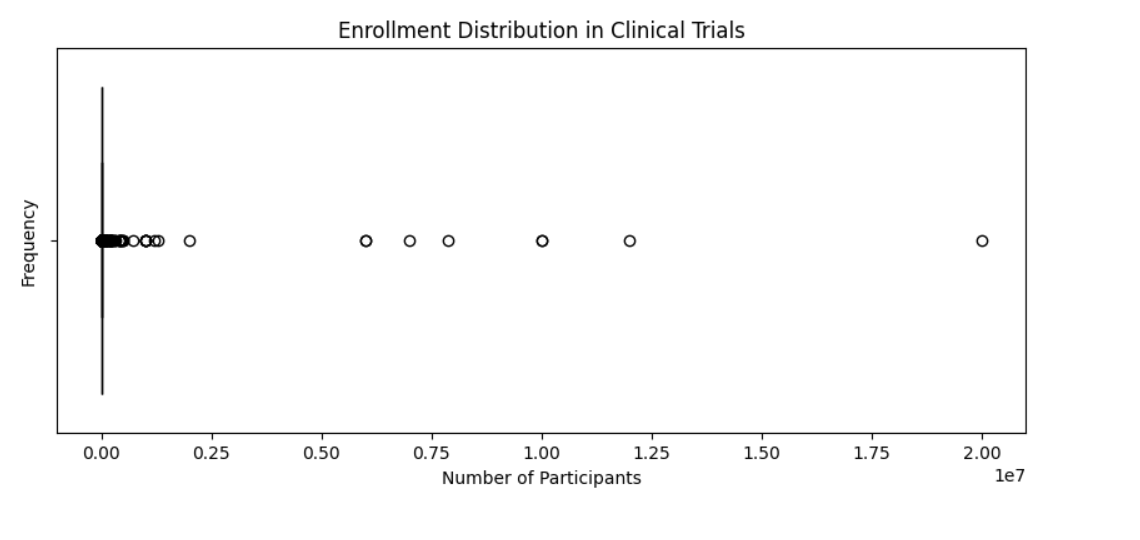 Enrollment Distribution in Clinical Trials
Frequency
0.00 0.25 0.50 0.75 1.00 1.25 1.50 1.75 2.00
1e7
Number of Participants